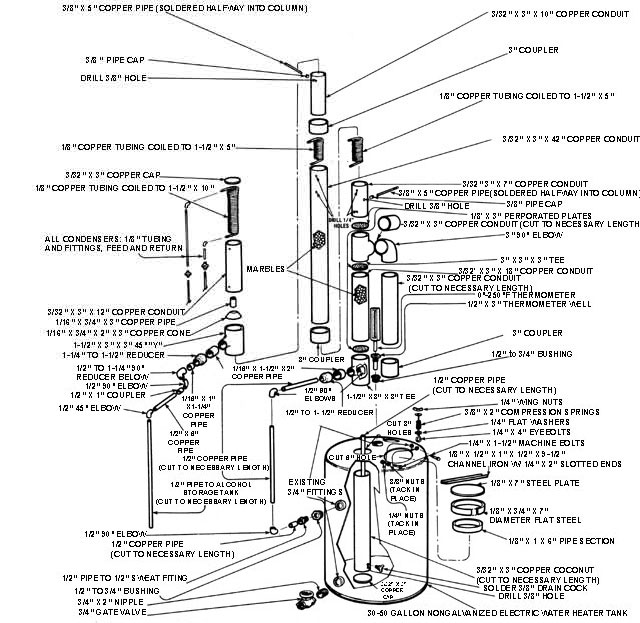 3/8" X 5" COPPER PIPE (SOLDERED HALFWAY INTO COLUMN)
3/32" X 3" X 10" COPPER CONDUIT
3/8" PIPE CAP
DRILL 3/8" HOLE
3" COUPLER
1/8" COPPER TUBING COILED TO 1-1/2" X 5"
1/8" COPPER TUBING COILED TO 1-1/2" X 5"
3/32" X 3" X 42" COPPER CONDUIT
3/32" X 3" COPPER CAP
1/8" COPPER TUBING COILED TO 1-1/2" X 10"
3/32"3" X 7" COPPER CONDUIT
3/8" X 5" COPPER PIPE(SOLDERED HALFWAY INTO COLUMN)
3/8" PIPE CAP
DRILL 3/8" HOLE
DRILL 1/4"
HOLES
1/8" X 3" PERPORATED PLATES
3/32" X 3" COPPER CONDUIT (CUT TO NECESSARY LENGTH)
3" 90° ELBOW
ALL CONDENSERS: 1/8" TUBING
AND FITTINGS, FEED AND RETURN
MARBLES
3" X 3" X 3" TEE
3/32" X 3" X 18" COPPER CONDUIT
3/32" X 3" COPPER CONDUIT
(CUT TO NECESSARY LENGTH)
0°-250°F THERMOMETER
1/2" X 3" THERMOMETER WELL
3/32" X 3" X 12" COPPER CONDUIT
1/16" X 3/4" X 3" COPPER PIPE
1/16" X 3/4" X 2" X 3" COPPER CONE
1-1/2" X 3" X 3" 45°"Y"
1-1/4" TO 1-1/2" REDUCER
3" COUPLER
1/2" to 3/4" BUSHING
3" COUPLER
1/16" X 1-1/2" X 2"
COPPER PIPE
1/2" TO 1-1/4" 90°
REDUCER BELOW
1/2" 90° ELBOW
1/2" X 1" COUPLER
1/2" 45° ELBOW
1/16" X 1" X
1-1/4"
COPPER
PIPE
1/2" X 6"
COPPER
PIPE
1/2" 90°
ELBOWS
1-1/2" X 3" X 3" TEE
1/2" TO 1-1/2" REDUCER
1/2" COPPER PIPE
(CUT TO NECESSARY LENGTH)
1/4" WING NUTS
3/8" X 2" COMPRESSION SPRINGS
1/4" FLAT WASHERS
1/4" X 4" EYEBOLTS
1/4" X 1-1/2" MACHINE BOLTS
1/8" X 1/2" X 1" X 1/2" X 9-1/2"
CHANNEL IRON W 1/4" X 2" SLOTTED ENDS
CUT 3"
HOLES
CUT 6" HOLE
1/2" COPPER PIPE
(CUT TO NECESSARY LENGTH)
1/2" PIPE TO ALCOHOL
STORAGE TANK
(CUT TO NECESSARY LENGTH)
EXISTING
3/4" FITTINGS
3/8" NUTS
(TACK IN
PLACE)
1/4" NUTS
(TACK IN
PLACE)
1/8" X 7" STEEL PLATE
1/8" X 3/4" X 7"
DIAMETER FLAT STEEL
1/8" X 1 X 6" PIPE SECTION
1/2" 90° ELBOW
1/2" COPPER PIPE
(CUT TO NECESSARY LENGTH)
1/2" PIPE TO 1/2" SWEAT FITING
1/2" TO 3/4" BUSHING
3/4" X 2" NIPPLE
3/4" GATE VALVE
3/32" X 3" COPPER COCONUT
(CUT TO NECESSARY LENGTH)
SOLDER 3/8" DRAIN COCK
DRILL 3/8" HOLE
COPPER
CAP
30-50 GALLON NONGALVANIZED ELECTRIC WATER HEATER TANK